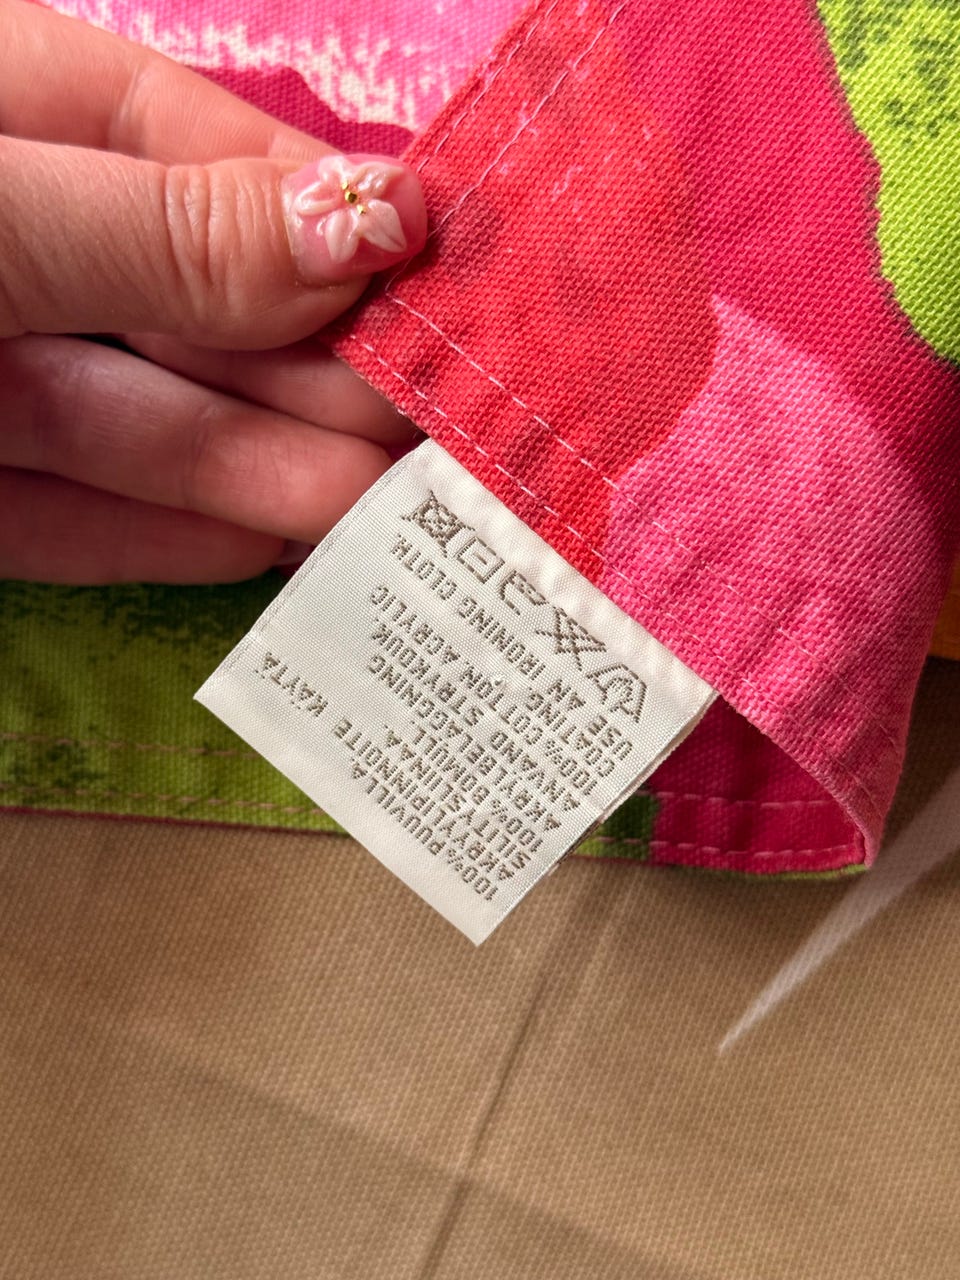 100% PUUVILLA
AKRYYLIPINNOITE KÄYTÄ
SILITYSLIINAA.
100% BOMULL
AKRYLBELÄGGNING
ANVÄND STRYKDUK.
100% COTTON, ACRYLIC
COATING.
USE AN IRONING CLOTH.